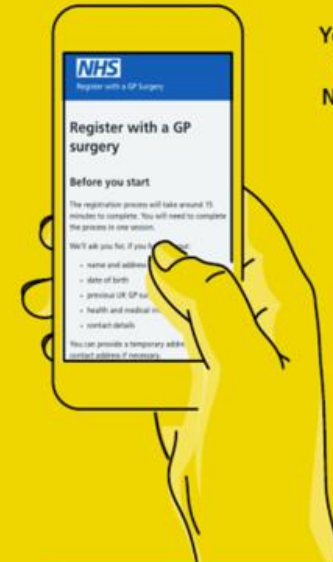 NHS
Register with a GP Surgery
Register with a GP
surgery
Before you start
The registration process will take around 15
minutes to complete. You will need to complete
the process in one session.
We'll ask you for, if you
name and address
date of birth
previous UK GP
health and medical
contact details
You can provide a temporary
contact address if necessary.